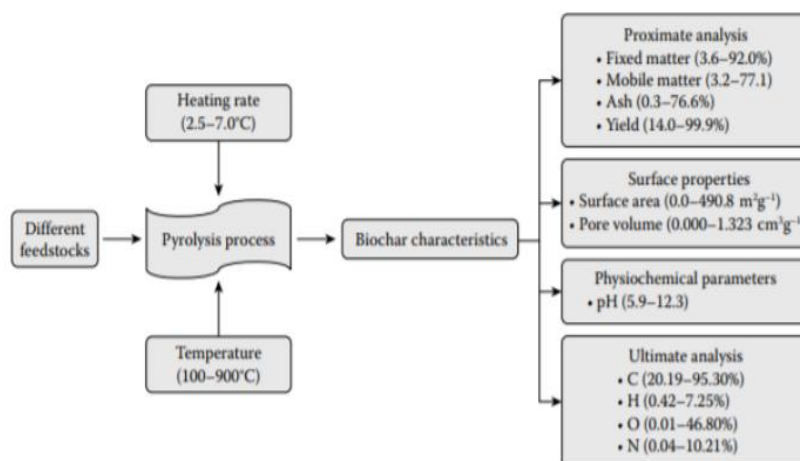 Different
feedstocks
Heating rate
(2.5–7.0°C)
Pyrolysis process
Temperature
(100–900°C)
Biochar characteristics
Proximate analysis
• Fixed matter (3.6–92.0%)
• Mobile matter (3.2–77.1)
• Ash (0.3–76.6%)
• Yield (14.0–99.9%)
Surface properties
• Surface area (0.0–490.8 m²g⁻¹)
• Pore volume (0.000–1.323 cm³g⁻¹
Physiochemical parameters
• pH (5.9–12.3)
Ultimate analysis
• C (20.19–95.30%)
• H (0.42–7.25%)
• O (0.01–46.80%)
• N (0.04–10.21%)